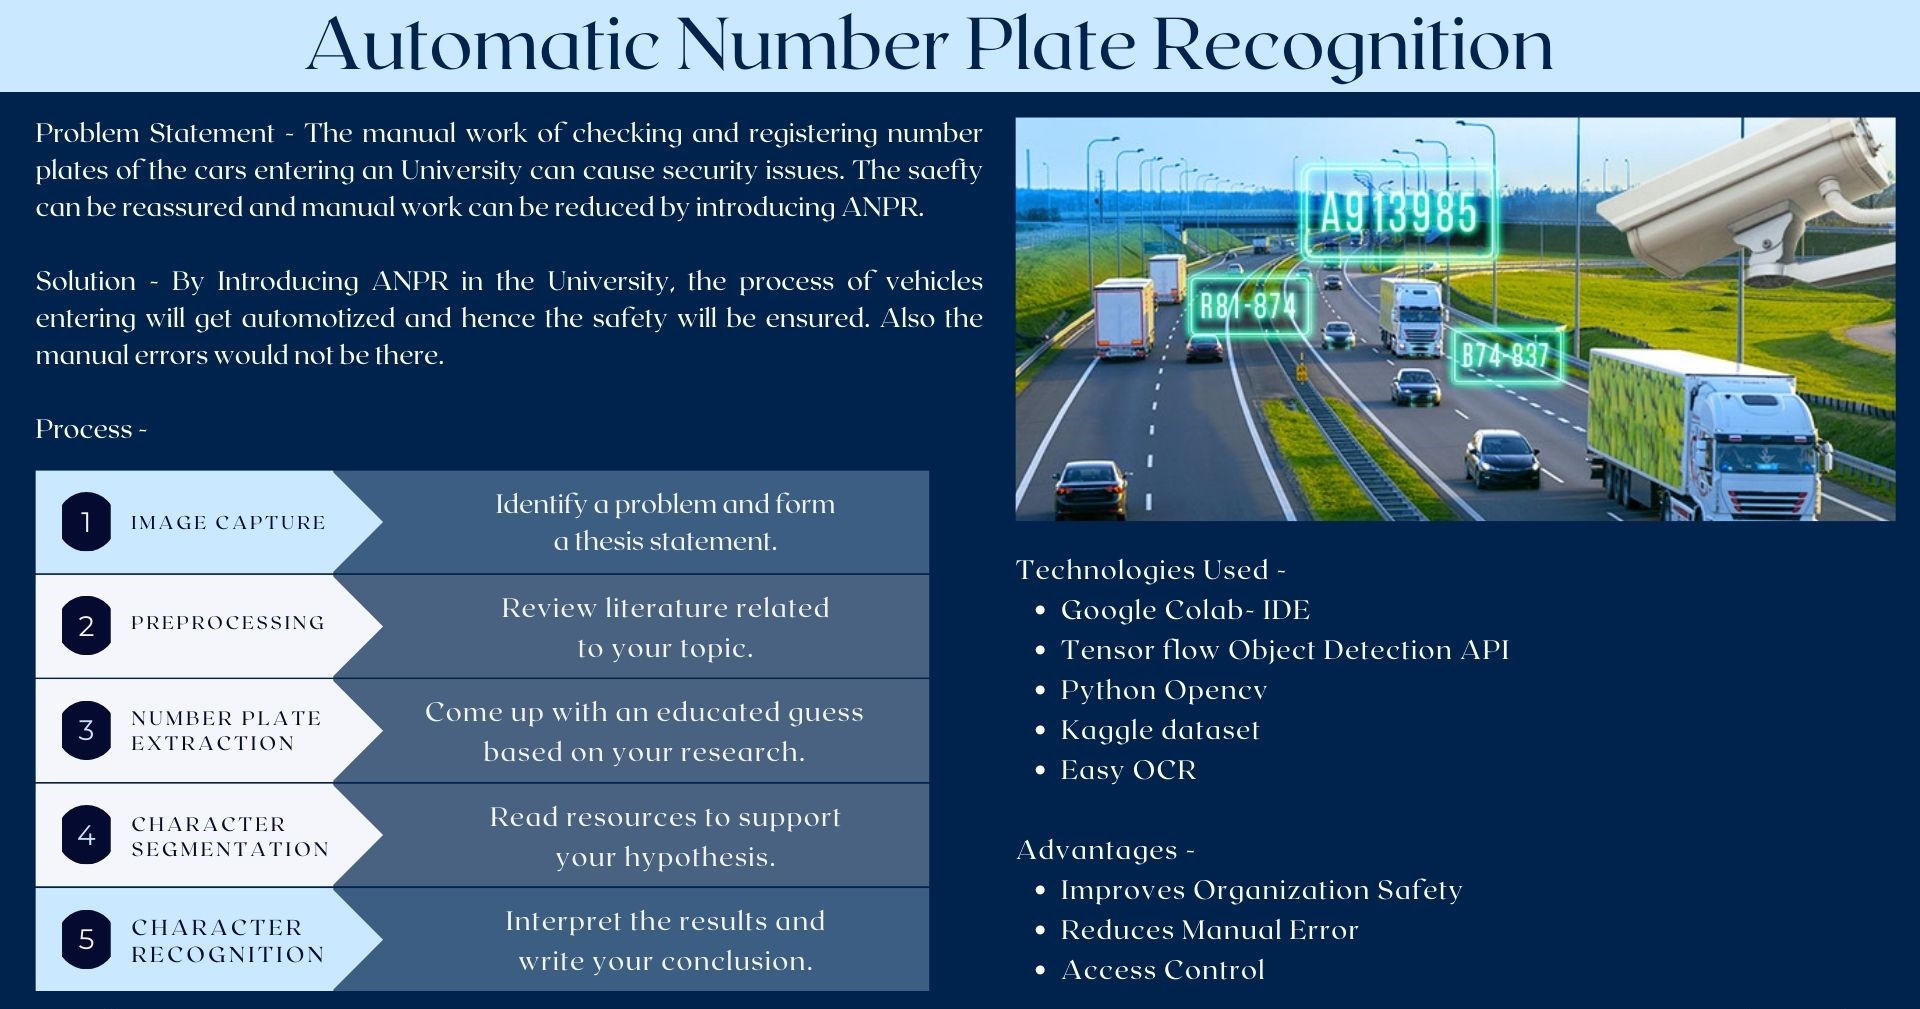 Automatic Number Plate Recognition
Problem Statement - The manual work of checking and registering number
plates of the cars entering an University can cause security issues. The saefty
can be reassured and manual work can be reduced by introducing ANPR.
Solution - By Introducing ANPR in the University, the process of vehicles
entering will get automotized and hence the safety will be ensured. Also the
manual errors would not be there.
Process -
1 IMAGE CAPTURE
Identify a problem and form
a thesis statement.
2 PREPROCESSING
Review literature related
to your topic.
3 NUMBER PLATE
EXTRACTION
Come up with an educated guess
based on your research.
4 CHARACTER
SEGMENTATION
Read resources to support
your hypothesis.
5 CHARACTER
RECOGNITION
Interpret the results and
write your conclusion.
A913985
R81-874
B74-837
Technologies Used -
• Google Colab- IDE
• Tensor flow Object Detection API
• Python Opencv
• Kaggle dataset
• Easy OCR
Advantages -
• Improves Organization Safety
• Reduces Manual Error
• Access Control